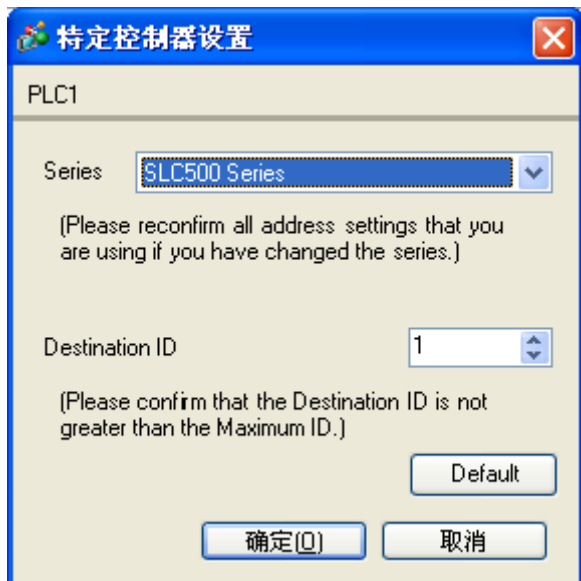 特定控制器设置
PLC1
Series SLC500 Series
(Please reconfirm all address settings that you
are using if you have changed the series.)
Destination ID 1
(Please confirm that the Destination ID is not
greater than the Maximum ID.)
Default
确定(O) 取消